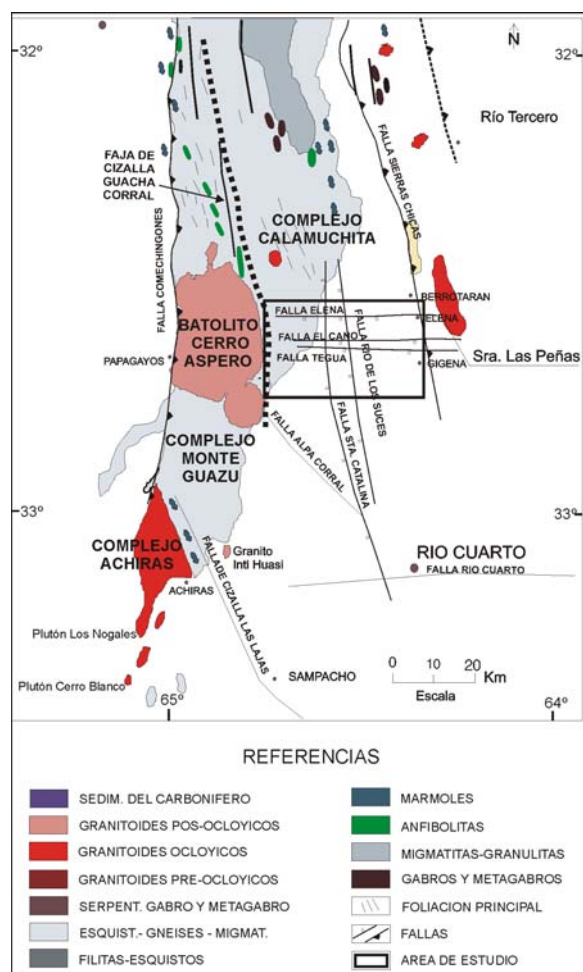 32º
32º
N
Río Tercero
FAJA DE
CIZALLA
GUACHA
CORRAL
FALLA SIERRAS CHICAS
COMPLEJO
CALAMUCHITA
FALLA COMECHINGONES
BERROTARAN
FALLA ELENA
ELENA
BATOLITO
CERRO
ASPERO
FALLA EL CANO
FALLA RIO DE LOS SUCES
Sra. Las Peñas
PAPAGAYOS
FALLA TEGUA
GIGENA
COMPLEJO
MONTE
GUAZU
FALLA ALPA CORRAL
FALLA STA. CATALINA
33º
33º
COMPLEJO
ACHIRAS
Granito
Inti Huasi
RIO CUARTO
FALLA RIO CUARTO
ACHIRAS
FALLADE CIZALLA LAS LAJAS
Plutón Los Nogales
SAMPACHO
0 10 20
Km
Escala
Plutón Cerro Blanco
65º
64º
REFERENCIAS
SEDIM. DEL CARBONIFERO
MARMOLES
GRANITOIDES POS-OCLOYICOS
ANFIBOLITAS
GRANITOIDES OCLOYICOS
MIGMATITAS-GRANULITAS
GRANITOIDES PRE-OCLOYICOS
GABROS Y METAGABROS
SERPENT. GABRO Y METAGABRO
FOLIACION PRINCIPAL
ESQUIST.- GNEISES - MIGMAT.
FALLAS
FILITAS-ESQUISTOS
AREA DE ESTUDIO